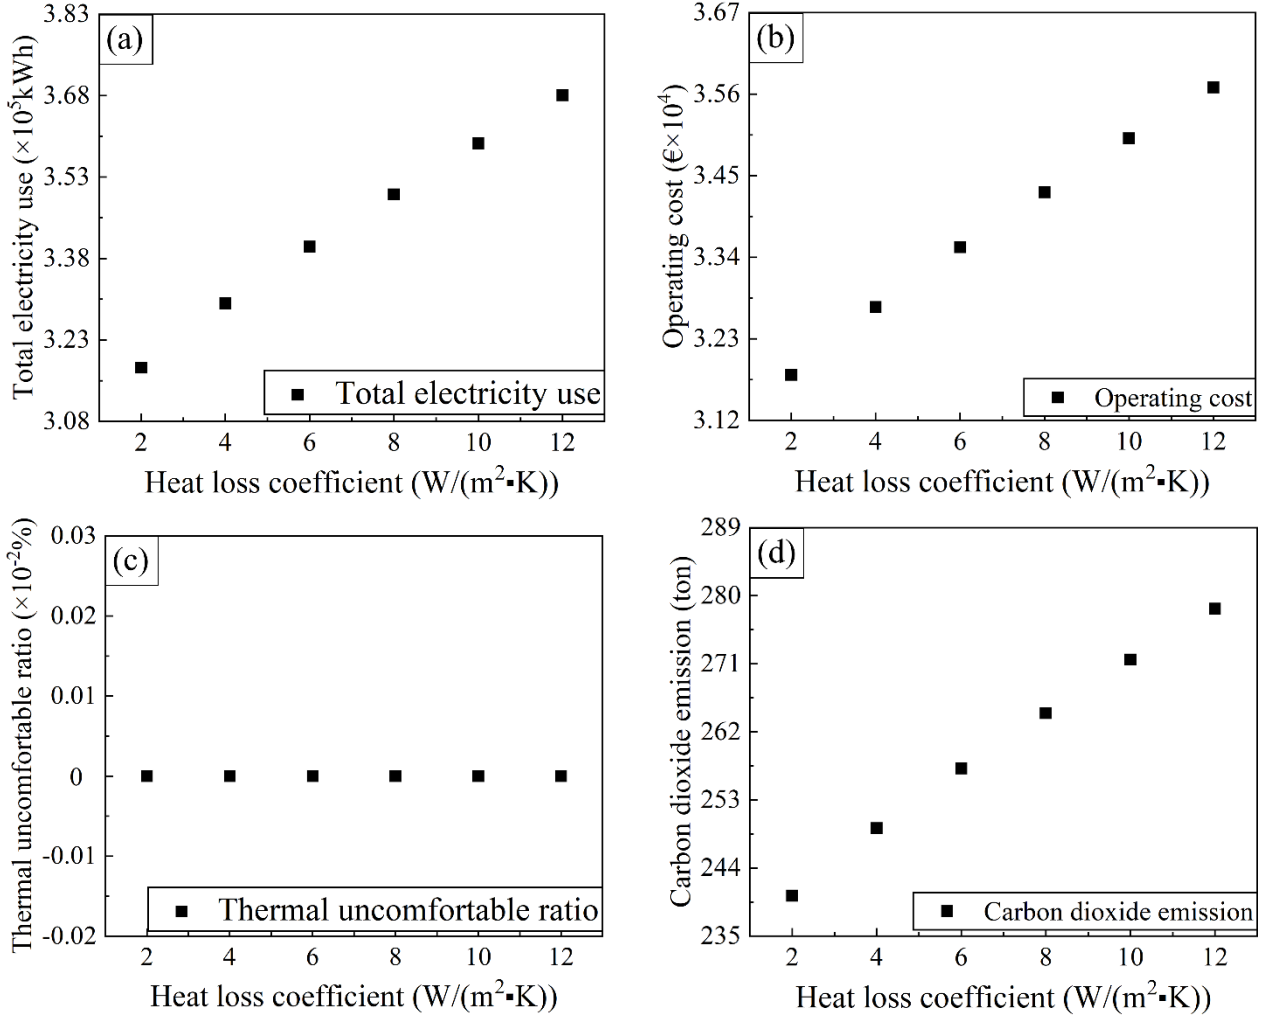 (a)
Total electricity use (×10⁵kWh)
3.83
3.68
3.53
3.38
3.23
3.08
Total electricity use
2 4 6 8 10 12
Heat loss coefficient (W/(m²▪K))
(b)
Operating cost (€×10⁴)
3.67
3.56
3.45
3.34
3.23
3.12
Operating cost
2 4 6 8 10 12
Heat loss coefficient (W/(m²▪K))
(c)
Thermal uncomfortable ratio (×10⁻²%)
0.03
0.02
0.01
0
-0.01
-0.02
Thermal uncomfortable ratio
2 4 6 8 10 12
Heat loss coefficient (W/(m²▪K))
(d)
Carbon dioxide emission (ton)
289
280
271
262
253
244
235
Carbon dioxide emission
2 4 6 8 10 12
Heat loss coefficient (W/(m²▪K))